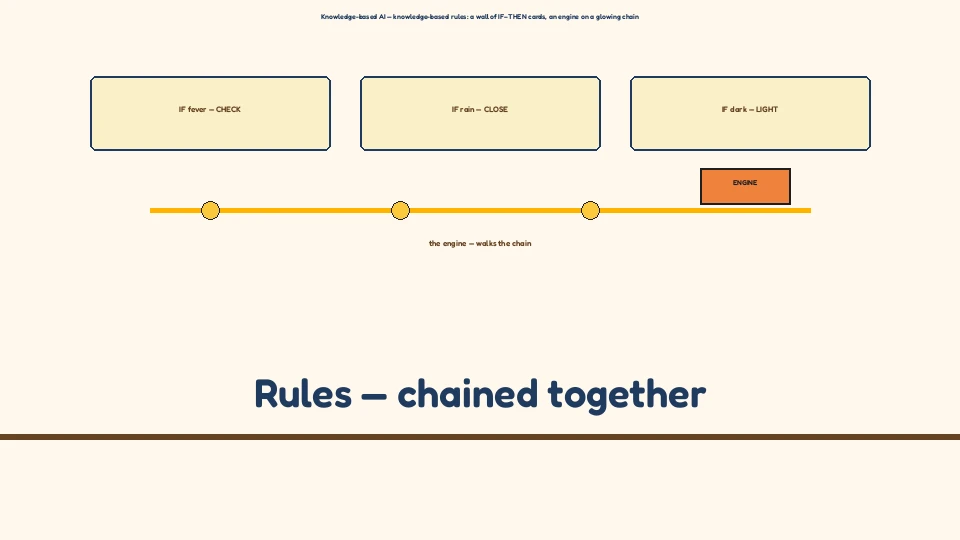 Knowledge-based AI — knowledge-based rules: a wall of IF-THEN cards, an engine on a glowing chain
IF fever — CHECK
IF rain — CLOSE
IF dark — LIGHT
ENGINE
the engine — walks the chain
Rules — chained together